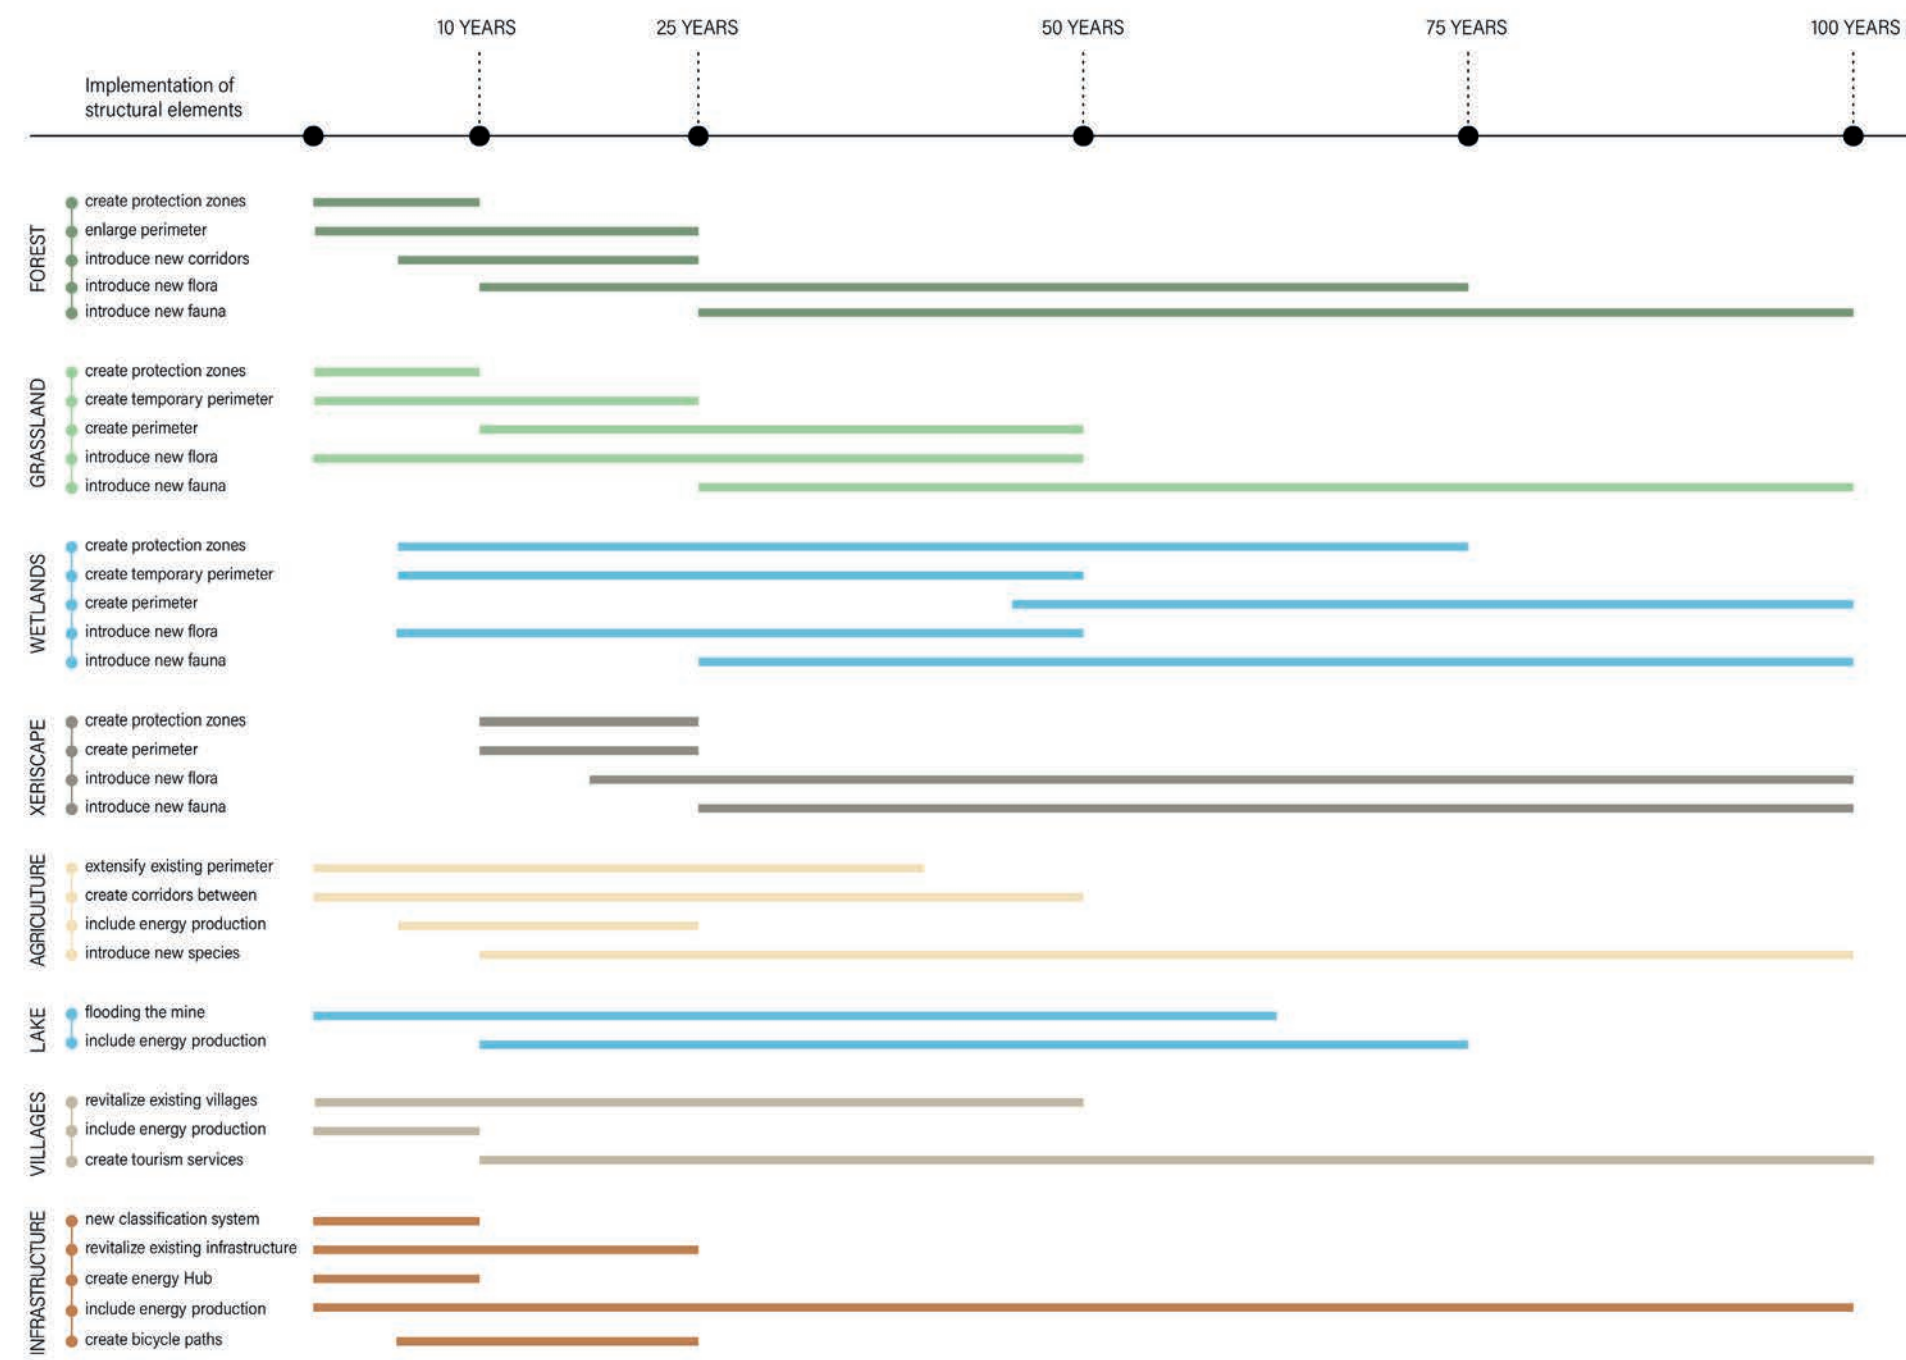 10 YEARS
25 YEARS
50 YEARS
75 YEARS
100 YEARS
Implementation of
structural elements
FOREST
create protection zones
enlarge perimeter
introduce new corridors
introduce new flora
introduce new fauna
GRASSLAND
create protection zones
create temporary perimeter
create perimeter
introduce new flora
introduce new fauna
WETLANDS
create protection zones
create temporary perimeter
create perimeter
introduce new flora
introduce new fauna
XERISCAPE
create protection zones
create perimeter
introduce new flora
introduce new fauna
AGRICULTURE
extensify existing perimeter
create corridors between
include energy production
introduce new species
LAKE
flooding the mine
include energy production
VILLAGES
revitalize existing villages
include energy production
create tourism services
INFRASTRUCTURE
new classification system
revitalize existing infrastructure
create energy Hub
include energy production
create bicycle paths